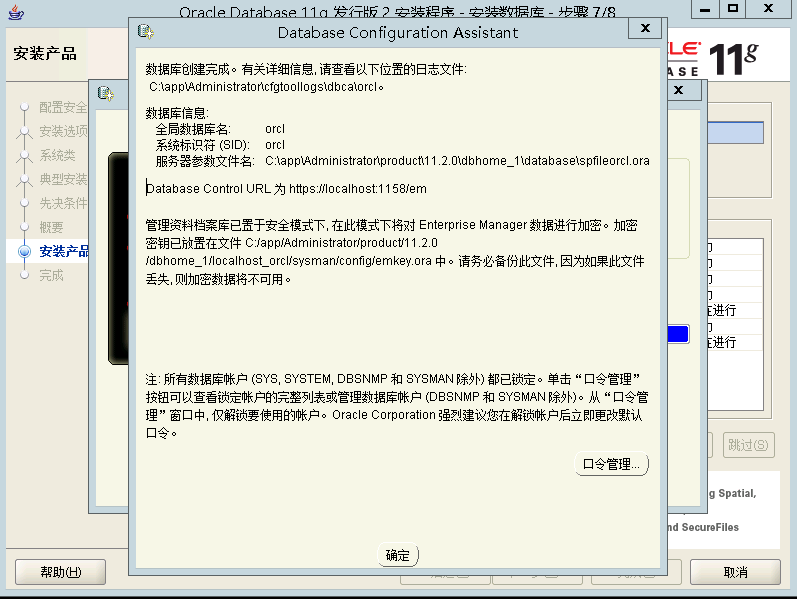 Oracle Database 11g 发行版 2 安装程序 - 安装数据库 - 步骤 7/8
Database Configuration Assistant
安装产品
11g
配置安全
安装选项
系统类
典型安装
先决条件
概要
安装产品
完成
数据库创建完成。有关详细信息,请查看以下位置的日志文件:
C:\app\Administrator\cfgtoollogs\dbca\orcl。
数据库信息:
全局数据库名: orcl
系统标识符 (SID): orcl
服务器参数文件名: C:\app\Administrator\product\11.2.0\dbhome_1\database\spfileorcl.ora
Database Control URL 为 https://localhost:1158/em
管理资料档案库已置于安全模式下, 在此模式下将对 Enterprise Manager 数据进行加密。加密
密钥已放置在文件 C:/app/Administrator/product/11.2.0
/dbhome_1/localhost_orcl/sysman/config/emkey.ora 中。请务必备份此文件, 因为如果此文件
丢失, 则加密数据将不可用。
注: 所有数据库帐户 (SYS, SYSTEM, DBSNMP 和 SYSMAN 除外) 都已锁定。单击“口令管理”
按钮可以查看锁定帐户的完整列表或管理数据库帐户 (DBSNMP 和 SYSMAN 除外)。从“口令管
理”窗口中, 仅解锁要使用的帐户。Oracle Corporation 强烈建议您在解锁帐户后立即更改默认
口令。
口令管理...
确定
在进行
在进行
跳过(S)
g Spatial,
nd SecureFiles
帮助(H)
取消